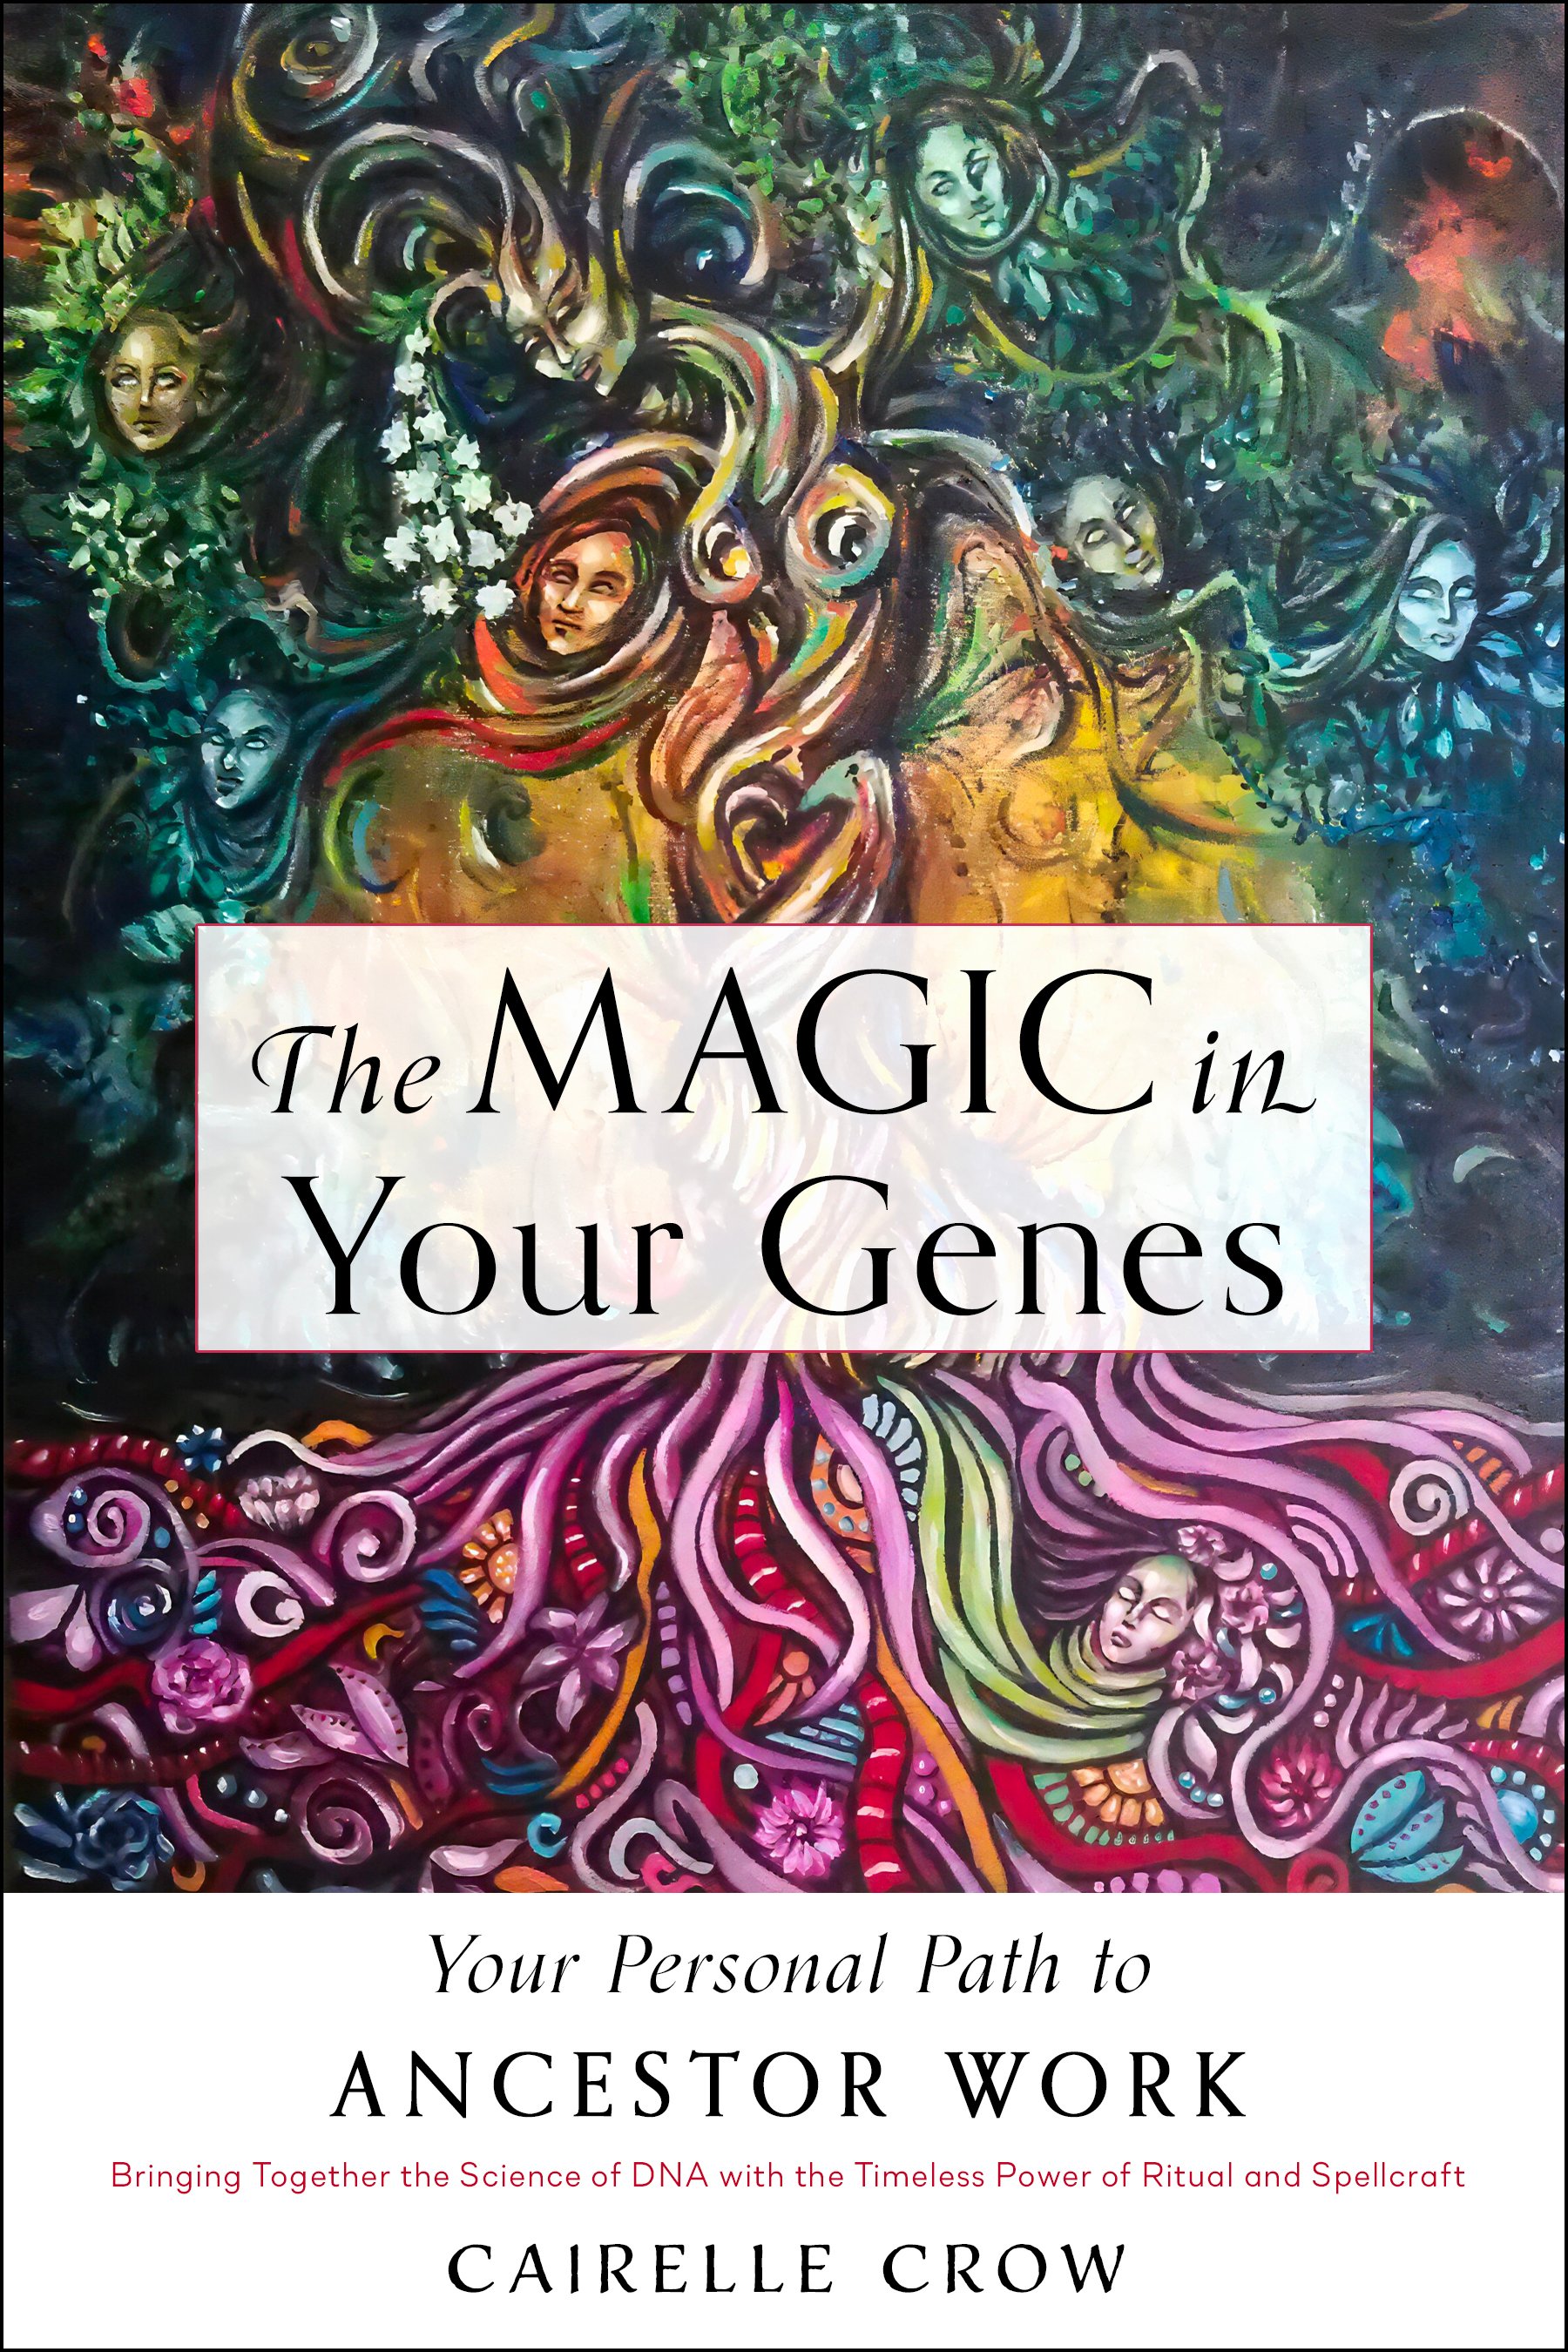 The MAGIC in
Your Genes
Your Personal Path to
ANCESTOR WORK
Bringing Together the Science of DNA with the Timeless Power of Ritual and Spellcraft
CAIRELLE CROW